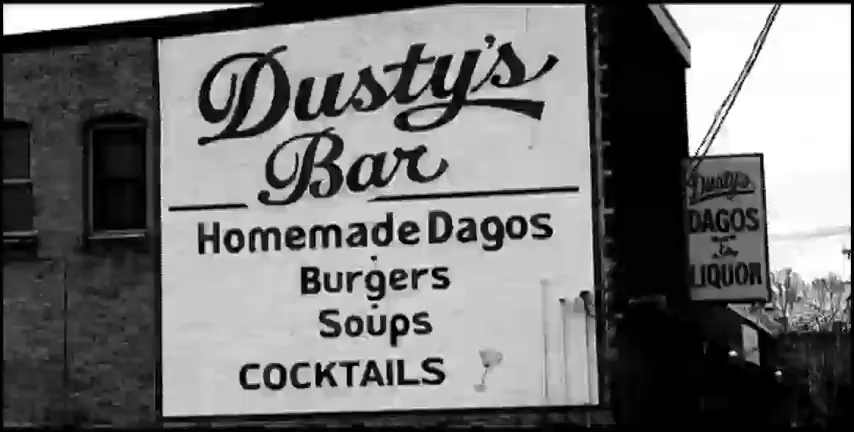 Dusty's
Bar
Homemade Dagos
Burgers
Soups
COCKTAILS
Dusty's
DAGOS
LIQUOR